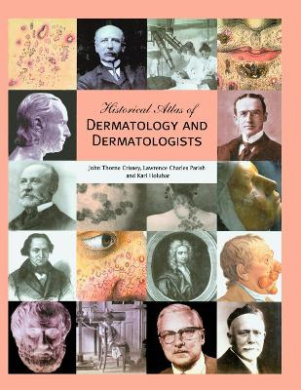 Historical Atlas of
DERMATOLOGY AND
DERMATOLOGISTS
John Thorne Crissey, Lawrence Charles Parish
and Karl Holubar